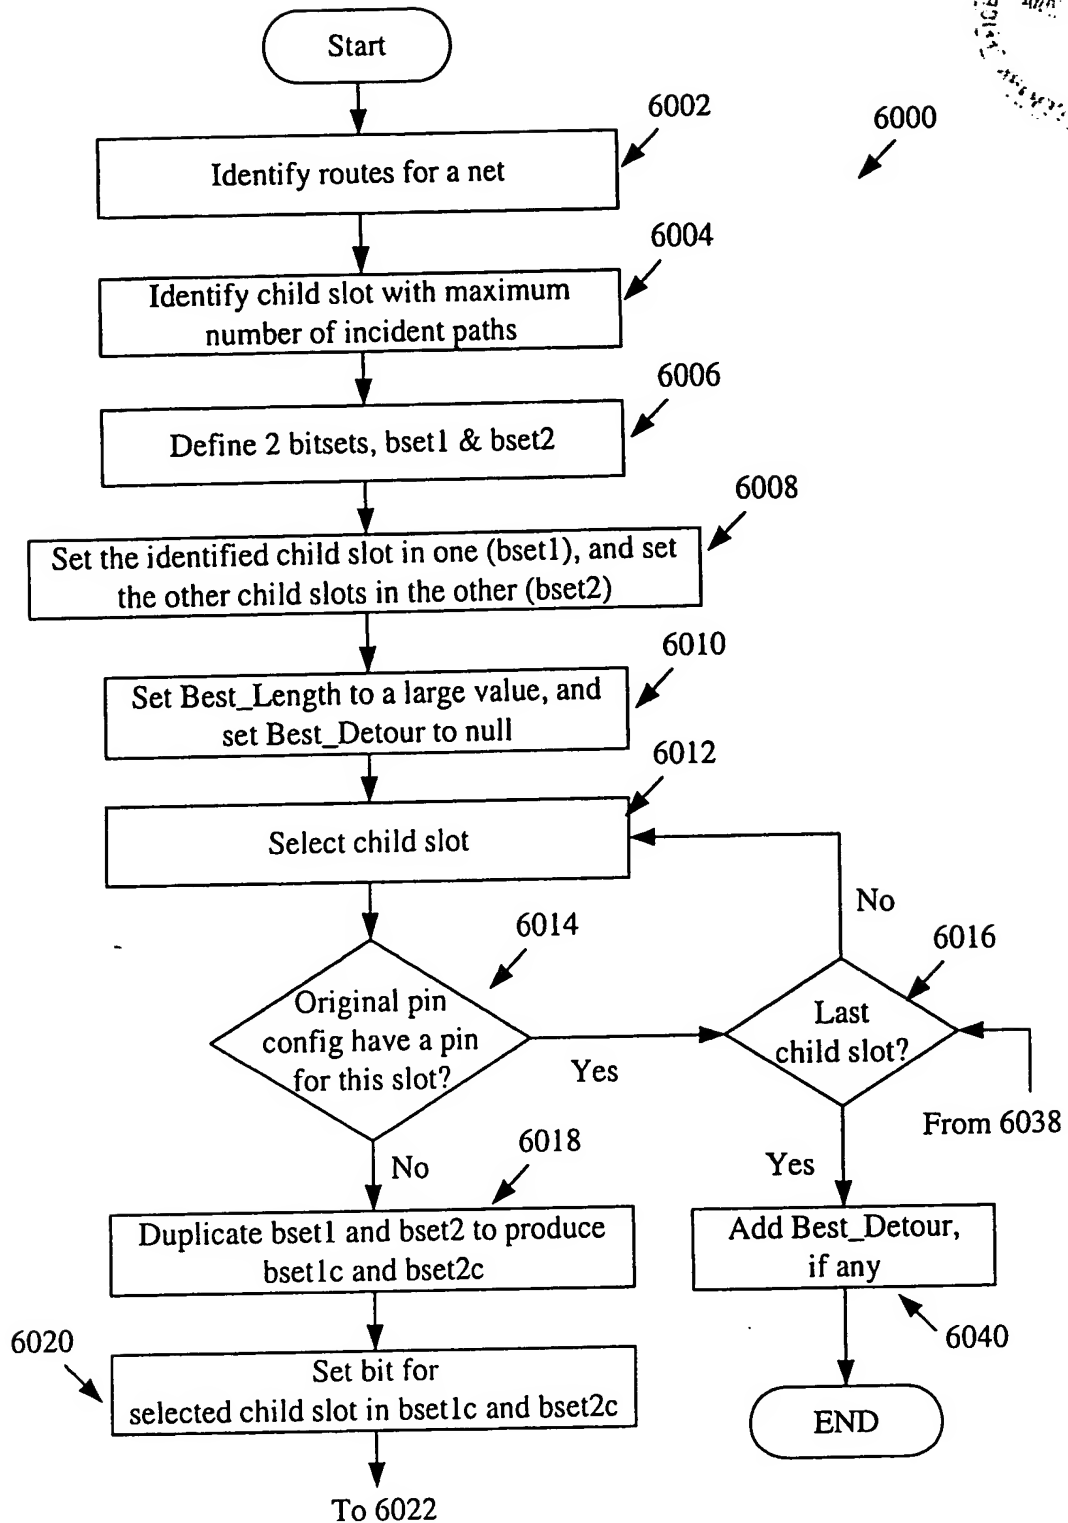 Start
6002
6000
Identify routes for a net
6004
Identify child slot with maximum
number of incident paths
6006
Define 2 bitsets, bset1 & bset2
6008
Set the identified child slot in one (bset1), and set
the other child slots in the other (bset2)
6010
Set Best_Length to a large value, and
set Best_Detour to null
6012
Select child slot
No
6014
6016
Original pin
config have a pin
for this slot?
Yes
Last
child slot?
From 6038
No
6018
Yes
Duplicate bset1 and bset2 to produce
bset1c and bset2c
Add Best_Detour,
if any
6020
6040
Set bit for
selected child slot in bset1c and bset2c
END
To 6022